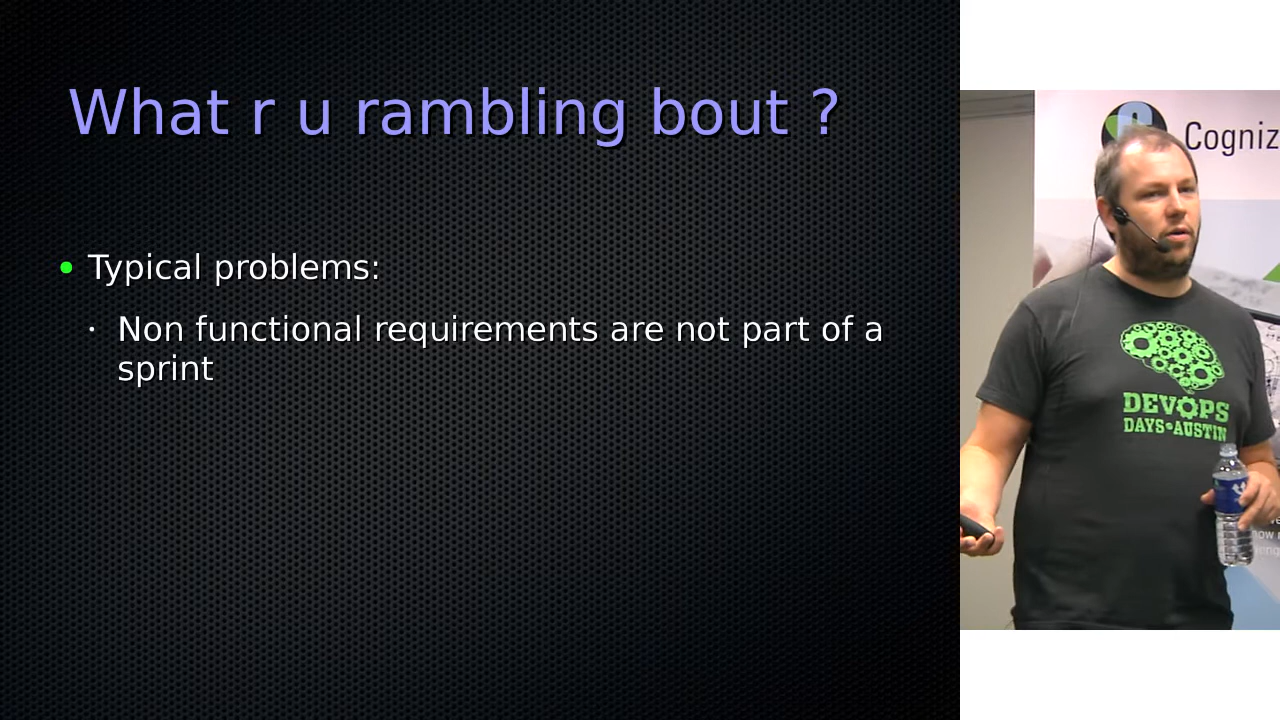 What r u rambling bout ?
Typical problems:
Non functional requirements are not part of a
sprint
Cogniz
DEVOPS
DAYS•AUSTIN